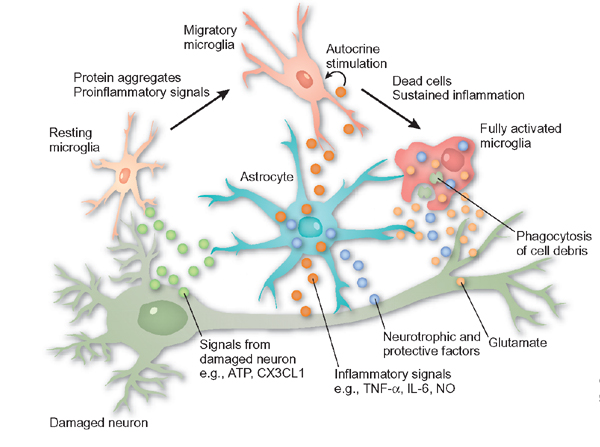 Migratory
microglia
Autocrine
stimulation
Protein aggregates
Proinflammatory signals
Dead cells
Sustained inflammation
Resting
microglia
Fully activated
microglia
Astrocyte
Phagocytosis
of cell debris
Signals from
damaged neuron
e.g., ATP, CX3CL1
Neurotrophic and
protective factors
Glutamate
Inflammatory signals
e.g., TNF-α, IL-6, NO
Damaged neuron